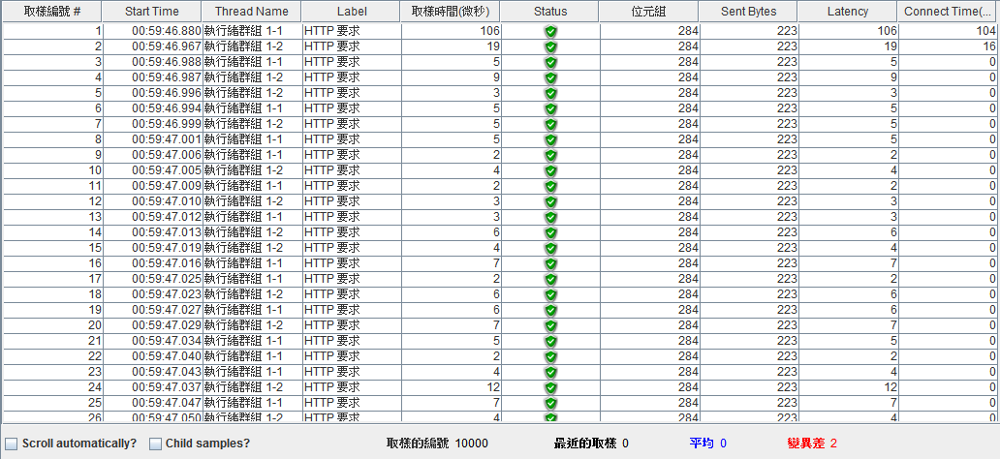 取樣編號 # Start Time Thread Name Label 取樣時間(微秒) Status 位元組 Sent Bytes Latency Connect Time(...
1 00:59:46.880 執行緒群組 1-1 HTTP 要求 106 284 223 106 104
2 00:59:46.967 執行緒群組 1-2 HTTP 要求 19 284 223 19 16
3 00:59:46.988 執行緒群組 1-1 HTTP 要求 5 284 223 5 0
4 00:59:46.987 執行緒群組 1-2 HTTP 要求 9 284 223 9 0
5 00:59:46.996 執行緒群組 1-2 HTTP 要求 3 284 223 3 0
6 00:59:46.994 執行緒群組 1-1 HTTP 要求 5 284 223 5 0
7 00:59:46.999 執行緒群組 1-2 HTTP 要求 5 284 223 5 0
8 00:59:47.001 執行緒群組 1-1 HTTP 要求 5 284 223 5 0
9 00:59:47.006 執行緒群組 1-1 HTTP 要求 2 284 223 2 0
10 00:59:47.005 執行緒群組 1-2 HTTP 要求 4 284 223 4 0
11 00:59:47.009 執行緒群組 1-1 HTTP 要求 2 284 223 2 0
12 00:59:47.010 執行緒群組 1-2 HTTP 要求 3 284 223 3 0
13 00:59:47.012 執行緒群組 1-1 HTTP 要求 3 284 223 3 0
14 00:59:47.013 執行緒群組 1-2 HTTP 要求 6 284 223 6 0
15 00:59:47.019 執行緒群組 1-2 HTTP 要求 4 284 223 4 0
16 00:59:47.016 執行緒群組 1-1 HTTP 要求 7 284 223 7 0
17 00:59:47.025 執行緒群組 1-1 HTTP 要求 2 284 223 2 0
18 00:59:47.023 執行緒群組 1-2 HTTP 要求 6 284 223 6 0
19 00:59:47.027 執行緒群組 1-1 HTTP 要求 6 284 223 6 0
20 00:59:47.029 執行緒群組 1-2 HTTP 要求 7 284 223 7 0
21 00:59:47.034 執行緒群組 1-1 HTTP 要求 5 284 223 5 0
22 00:59:47.040 執行緒群組 1-1 HTTP 要求 2 284 223 2 0
23 00:59:47.043 執行緒群組 1-1 HTTP 要求 4 284 223 4 0
24 00:59:47.037 執行緒群組 1-2 HTTP 要求 12 284 223 12 0
25 00:59:47.047 執行緒群組 1-1 HTTP 要求 7 284 223 7 0
26 00:59:47.050 執行緒群組 1-2 HTTP 要求 4 284 223 4 0
Scroll automatically? Child samples? 取樣的編號 10000 最近的取樣 0 平均 0 變異差 2